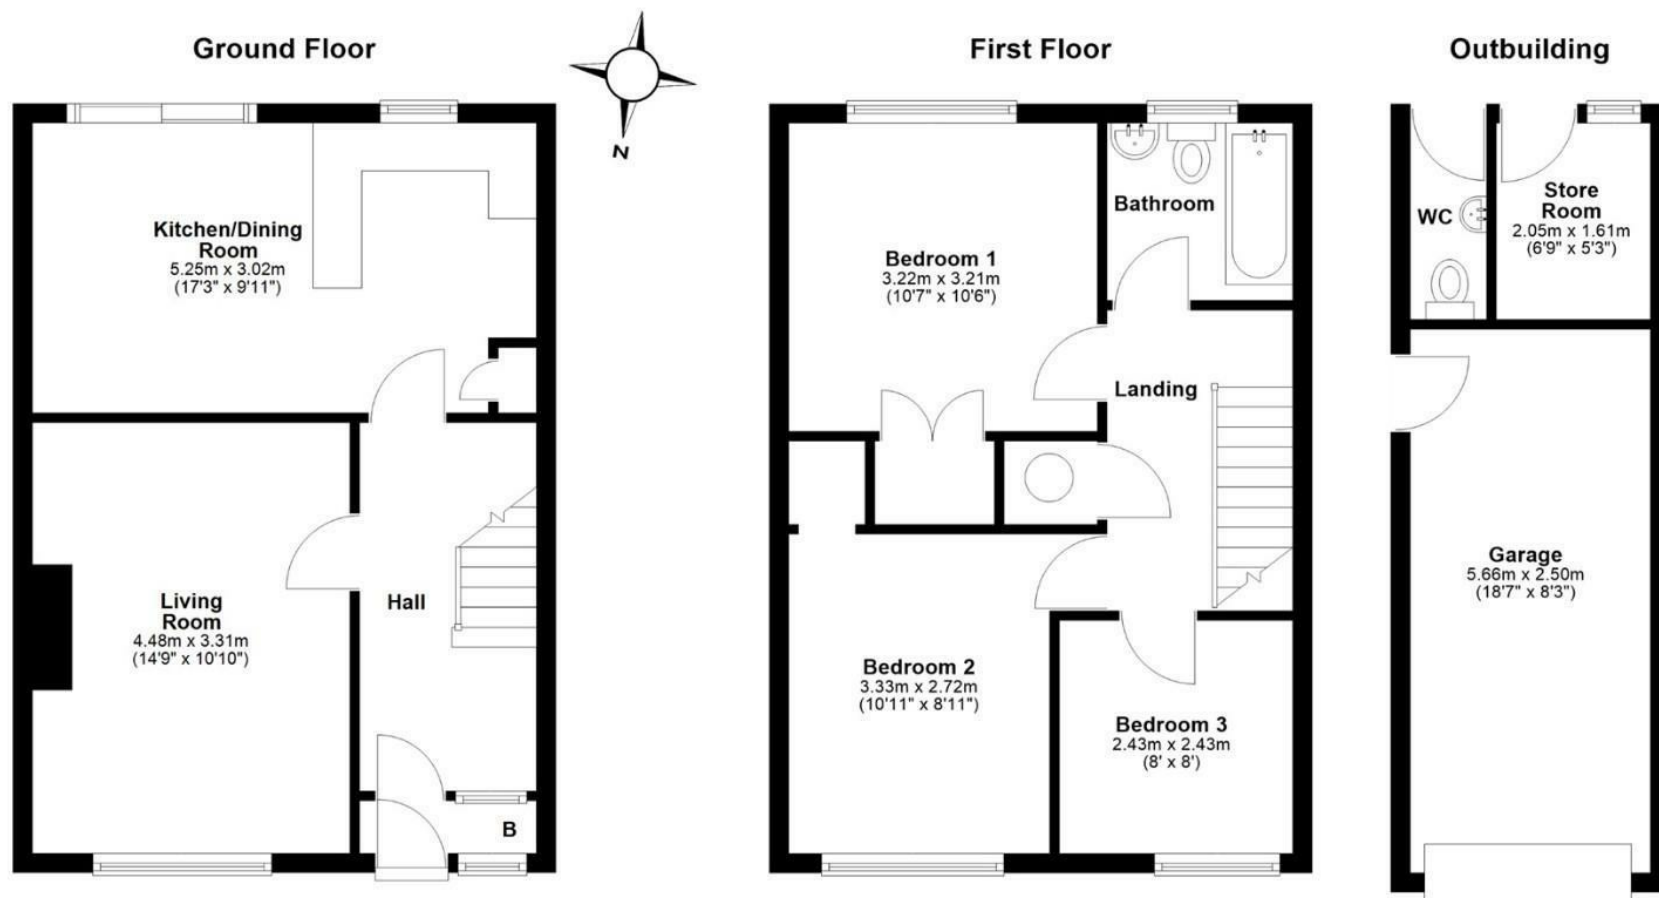 Ground Floor
N
First Floor
Outbuilding
Kitchen/Dining
Room
5.25m x 3.02m
(17'3" x 9'11")
Living
Room
4.48m x 3.31m
(14'9" x 10'10")
Hall
B
Bedroom 1
3.22m x 3.21m
(10'7" x 10'6")
Bathroom
Landing
Bedroom 2
3.33m x 2.72m
(10'11" x 8'11")
Bedroom 3
2.43m x 2.43m
(8' x 8')
WC
Store
Room
2.05m x 1.61m
(6'9" x 5'3")
Garage
5.66m x 2.50m
(18'7" x 8'3")